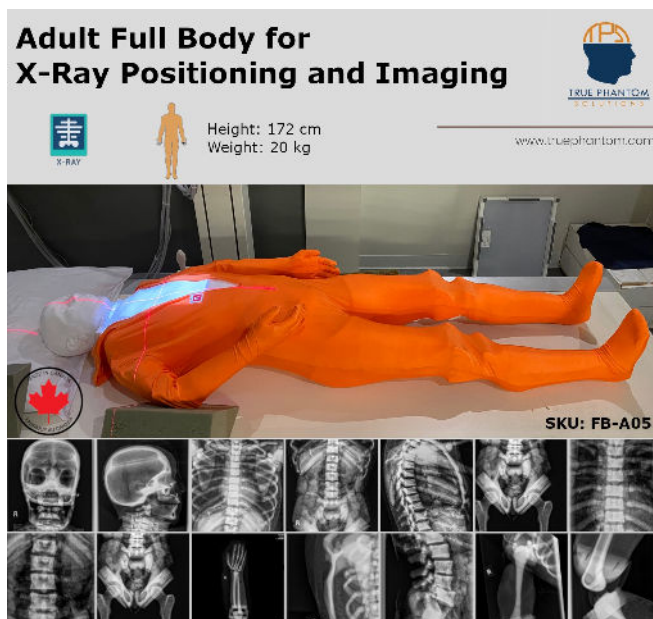 Adult Full Body for
X-Ray Positioning and Imaging
TPS
TRUE PHANTOM
SOLUTIONS
X-RAY
Height: 172 cm
Weight: 20 kg
www.truephantom.com
SKU: FB-A05
R
R